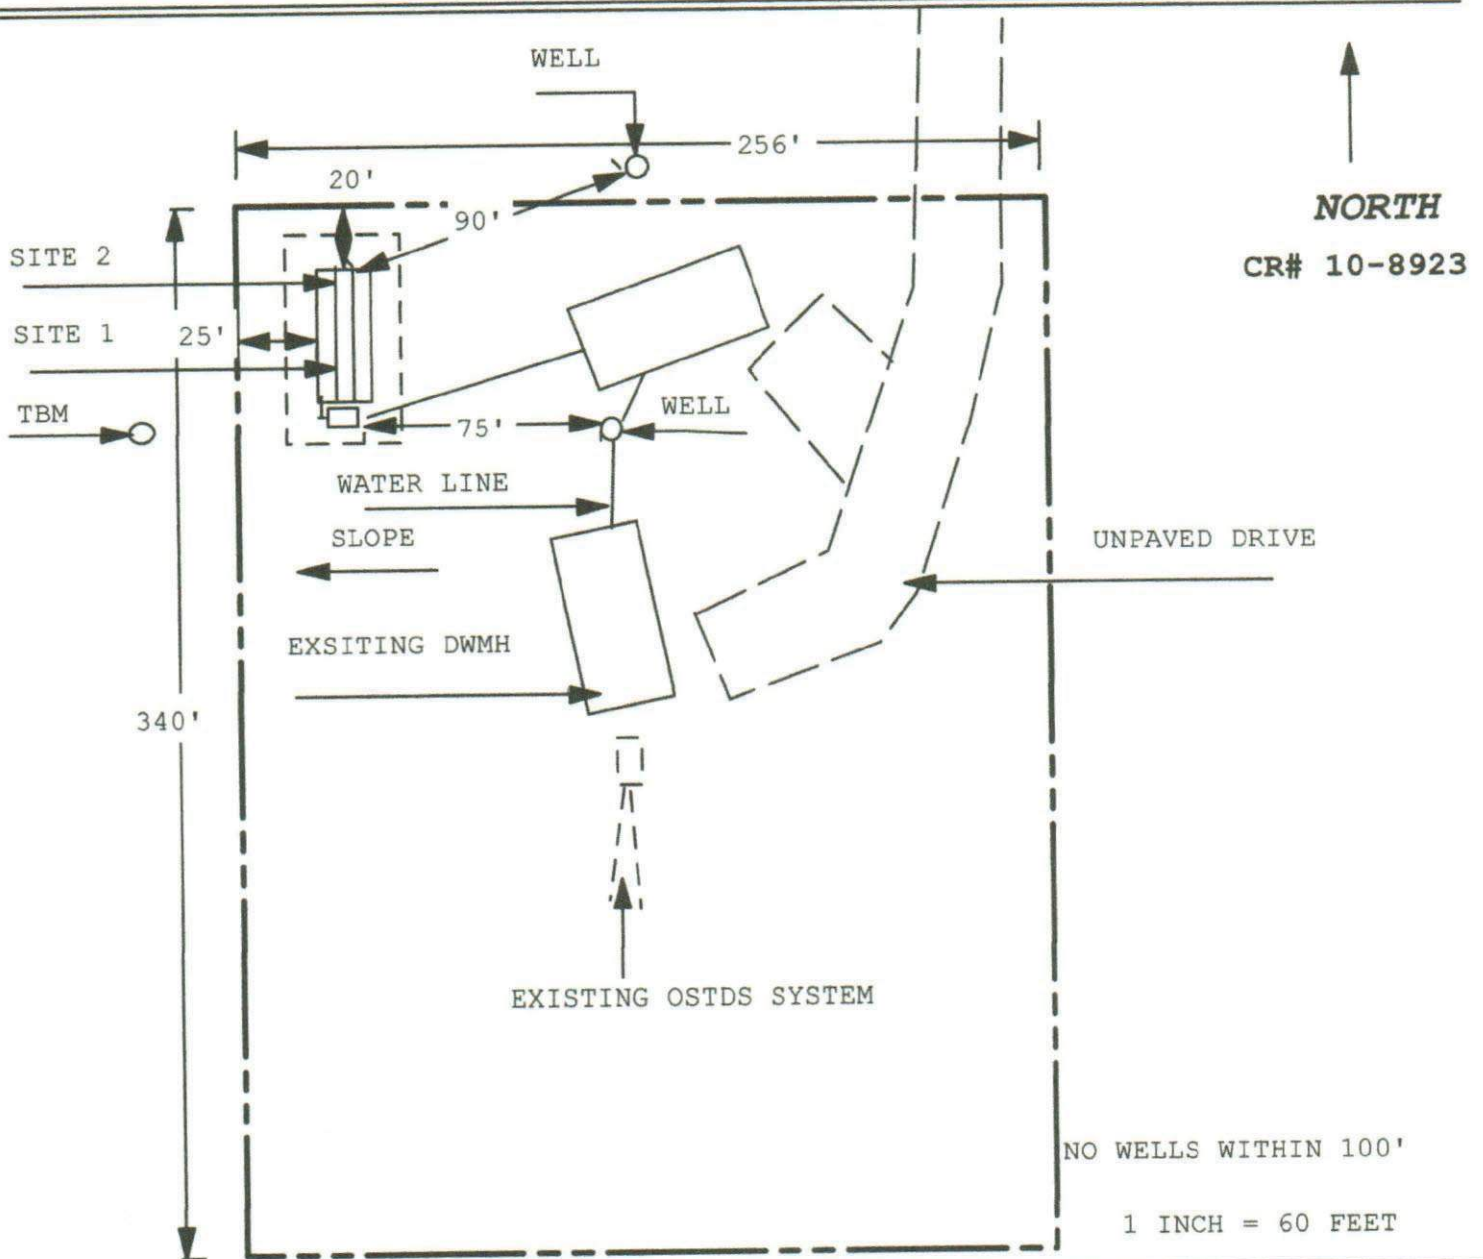 WELL
256'
20'
90'
NORTH
SITE 2
CR# 10-8923
SITE 1
25'
TBM
WELL
75'
WATER LINE
SLOPE
UNPAVED DRIVE
EXSITING DWMH
340'
EXISTING OSTDS SYSTEM
NO WELLS WITHIN 100'
1 INCH = 60 FEET